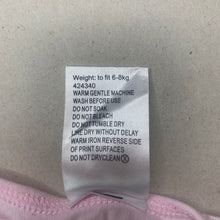 Weight: to fit 6-8kg
424340
WARM GENTLE MACHINE
WASH BEFORE USE
DO NOT SOAK
DO NOT BLEACH
DO NOT TUMBLE DRY
LINE DRY WITHOUT DELAY
WARM IRON REVERSE SIDE
OF PRINT SURFACES
DO NOT DRYCLEAN